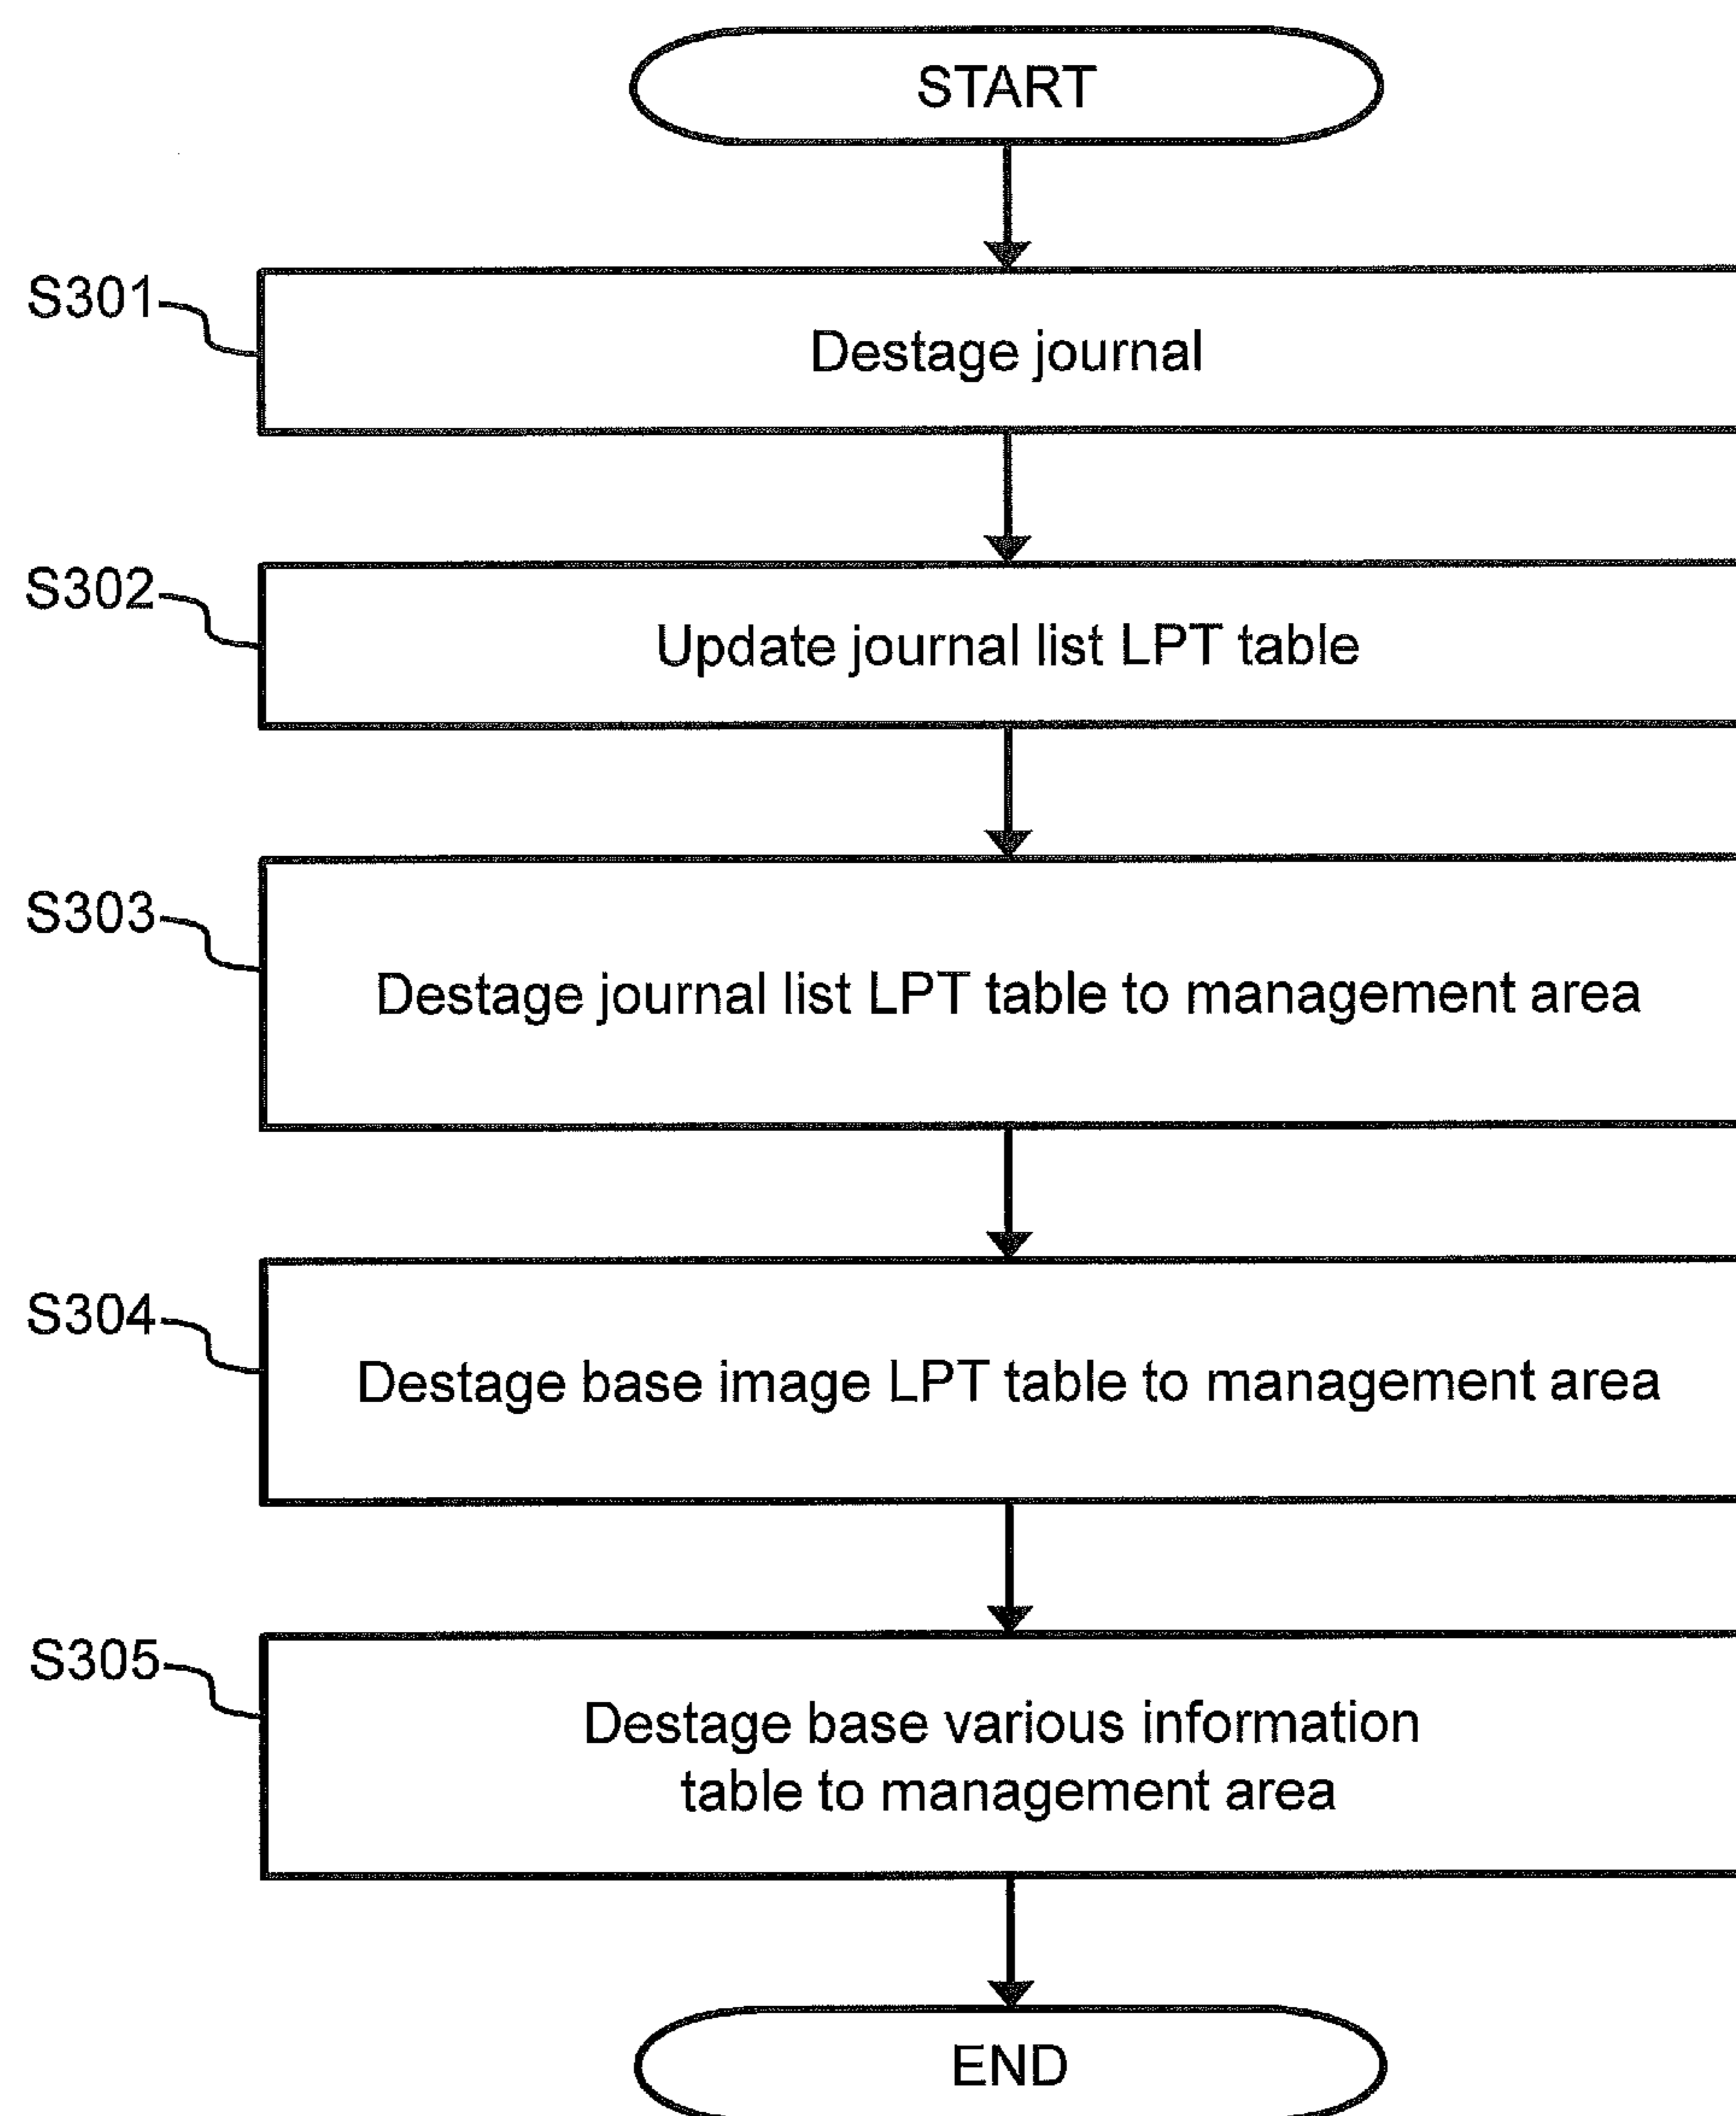 START
S301
Destage journal
S302
Update journal list LPT table
S303
Destage journal list LPT table to management area
S304
Destage base image LPT table to management area
S305
Destage base various information
table to management area
END